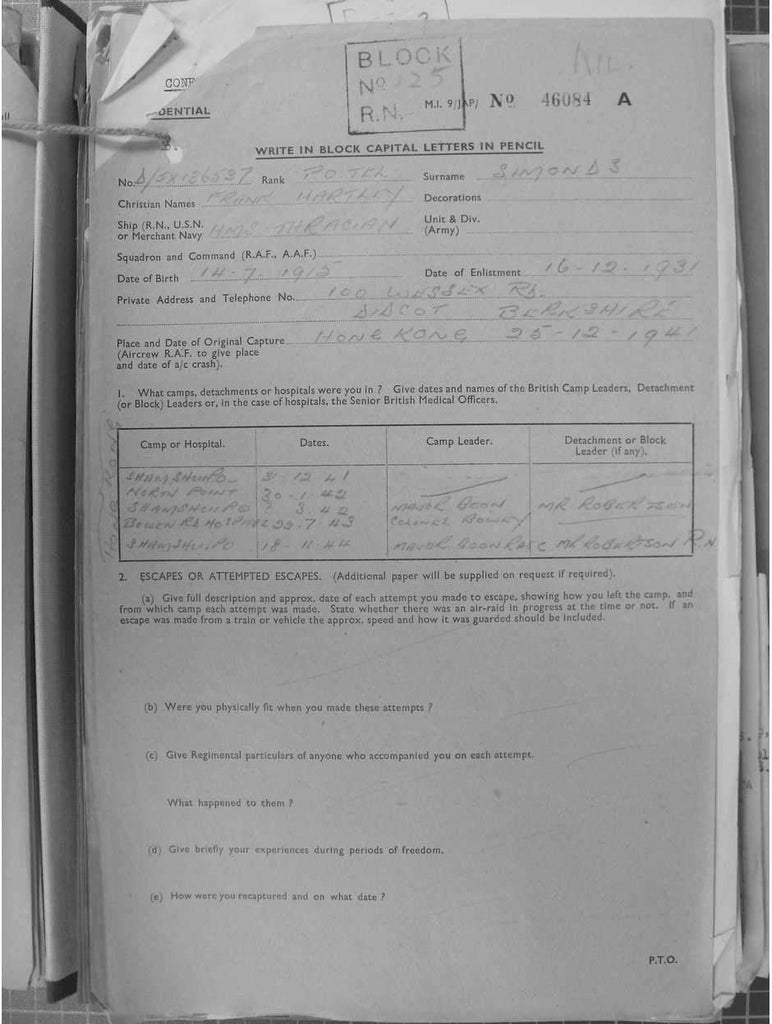 BLOCK
No 125
R.N.
NIL.
CONF
DENTIAL
M.I. 9/JAP/ No 46084 A
WRITE IN BLOCK CAPITAL LETTERS IN PENCIL
No. D/JX126537 Rank P.O. TEL Surname SIMONDS
Christian Names FRANK HARTLEY Decorations
Ship (R.N., U.S.N. or Merchant Navy HMS THRACIAN Unit & Div. (Army)
Squadron and Command (R.A.F., A.A.F.)
Date of Birth 14-7-1915 Date of Enlistment 16-12-1931
Private Address and Telephone No. 100 WESSEX RD.
DIDCOT BERKSHIRE
Place and Date of Original Capture HONG KONG 25-12-1941
(Aircrew R.A.F. to give place
and date of a/c crash).
1. What camps, detachments or hospitals were you in ? Give dates and names of the British Camp Leaders, Detachment
(or Block) Leaders or, in the case of hospitals, the Senior British Medical Officers.
HONG KONG
Camp or Hospital. Dates. Camp Leader. Detachment or Block Leader (if any).
SHAMSHUIPO 31 12 41
NORTH POINT 30-1-42
SHAMSHUIPO ? 3.42 MAJOR BOON MR ROBERTSON
BOWEN RD HOSPITAL 22-7-43 COLONEL
SHAMSHUIPO 18-11-44 MAJOR BOON RASC MR ROBERTSON R.N
2. ESCAPES OR ATTEMPTED ESCAPES. (Additional paper will be supplied on request if required).
(a) Give full description and approx. date of each attempt you made to escape, showing how you left the camp, and
from which camp each attempt was made. State whether there was an air-raid in progress at the time or not. If an
escape was made from a train or vehicle the approx. speed and how it was guarded should be included.
(b) Were you physically fit when you made these attempts ?
(c) Give Regimental particulars of anyone who accompanied you on each attempt.
What happened to them ?
(d) Give briefly your experiences during periods of freedom.
(e) How were you recaptured and on what date ?
P.T.O.